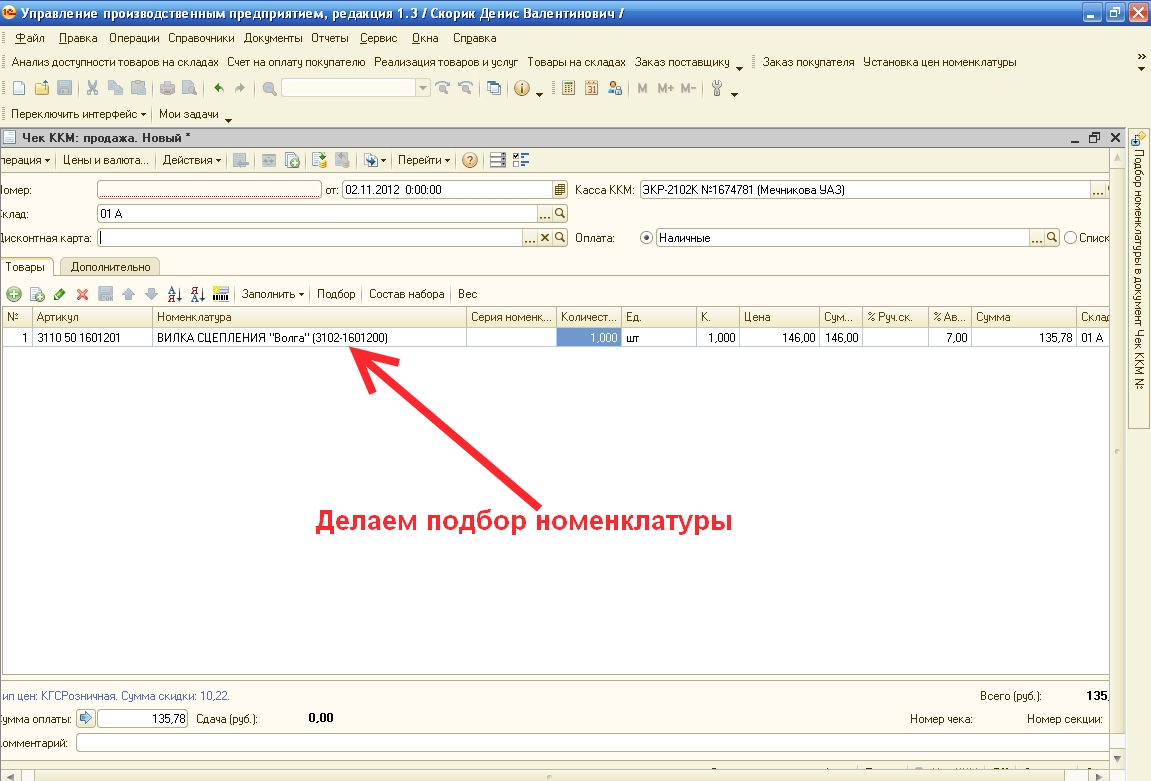 Управление производственным предприятием, редакция 1.3 / Скорик Денис Валентинович /
Файл Правка Операции Справочники Документы Отчеты Сервис Окна Справка
Анализ доступности товаров на складах Счет на оплату покупателю Реализация товаров и услуг Товары на складах Заказ поставщику Заказ покупателя Установка цен номенклатуры
M M+ M-
Переключить интерфейс Мои задачи
Чек ККМ: продажа. Новый *
перация Цены и валюта... Действия Перейти
омер: от: 02.11.2012 0:00:00 Касса ККМ: ЭКР-2102К №1674781 (Мечникова УАЗ)
клад: 01 А
Дисконтная карта: Оплата: Наличные Списк
Товары Дополнительно
Заполнить Подбор Состав набора Вес
№ Артикул Номенклатура Серия номенк... Количест... Ед. К. Цена Сум... % Руч.ск. % Ав... Сумма Склад
1 3110 50 1601201 ВИЛКА СЦЕПЛЕНИЯ "Волга" (3102-1601200) 1,000 шт 1,000 146,00 146,00 7,00 135,78 01 А
Делаем подбор номенклатуры
ип цен: КГСРозничная. Сумма скидки: 10,22. Всего (руб.): 135,
умма оплаты: 135,78 Сдача (руб.): 0,00 Номер чека: Номер секции:
омментарий:
Подбор номенклатуры в документ Чек ККМ №